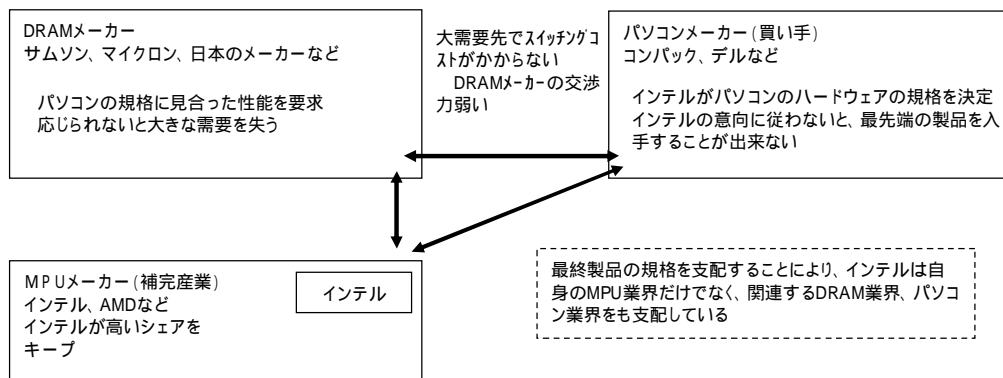 DRAMメーカー
サムソン、マイクロン、日本のメーカーなど
パソコンの規格に見合った性能を要求
応じられないと大きな需要を失う
大需要先でスイッチングコ
ストがかからない
DRAMメーカーの交渉
力弱い
パソコンメーカー(買い手)
コンパック、デルなど
インテルがパソコンのハードウェアの規格を決定
インテルの意向に従わないと、最先端の製品を入
手することが出来ない
MPUメーカー(補完産業)
インテル、AMDなど
インテルが高いシェアを
キープ
インテル
最終製品の規格を支配することにより、インテルは自
身のMPU業界だけでなく、関連するDRAM業界、パソコ
ン業界をも支配している